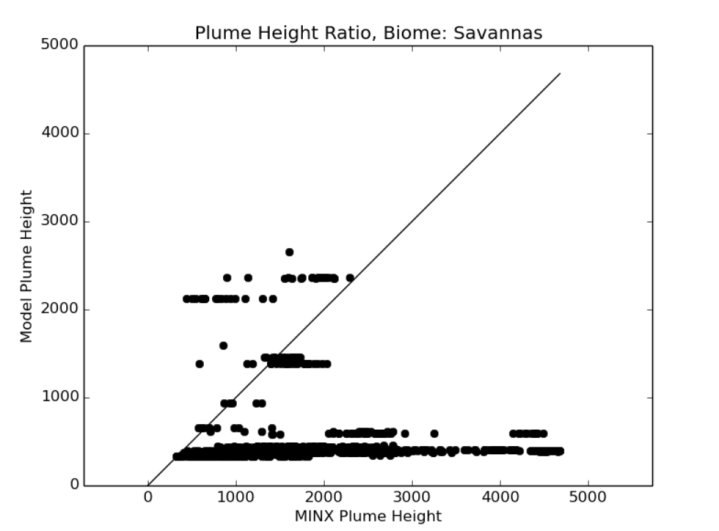 Plume Height Ratio, Biome: Savannas
5000
4000
3000
2000
1000
0
Model Plume Height
0 1000 2000 3000 4000 5000
MINX Plume Height